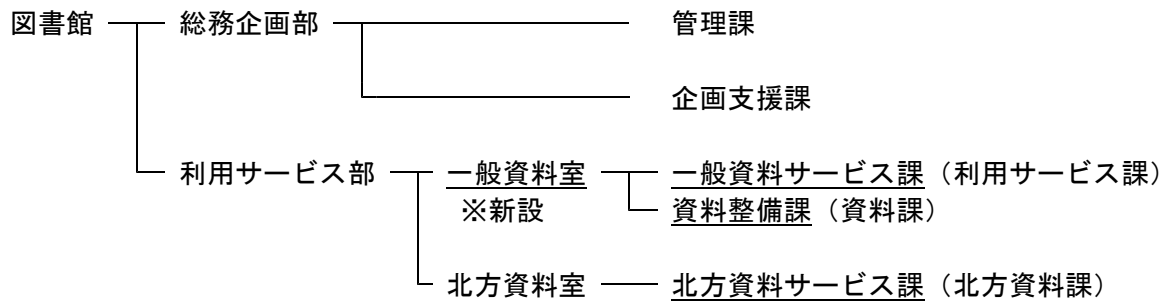 図書館 総務企画部 管理課
企画支援課
利用サービス部 一般資料室 一般資料サービス課（利用サービス課）
※新設 資料整備課（資料課）
北方資料室 北方資料サービス課（北方資料課）